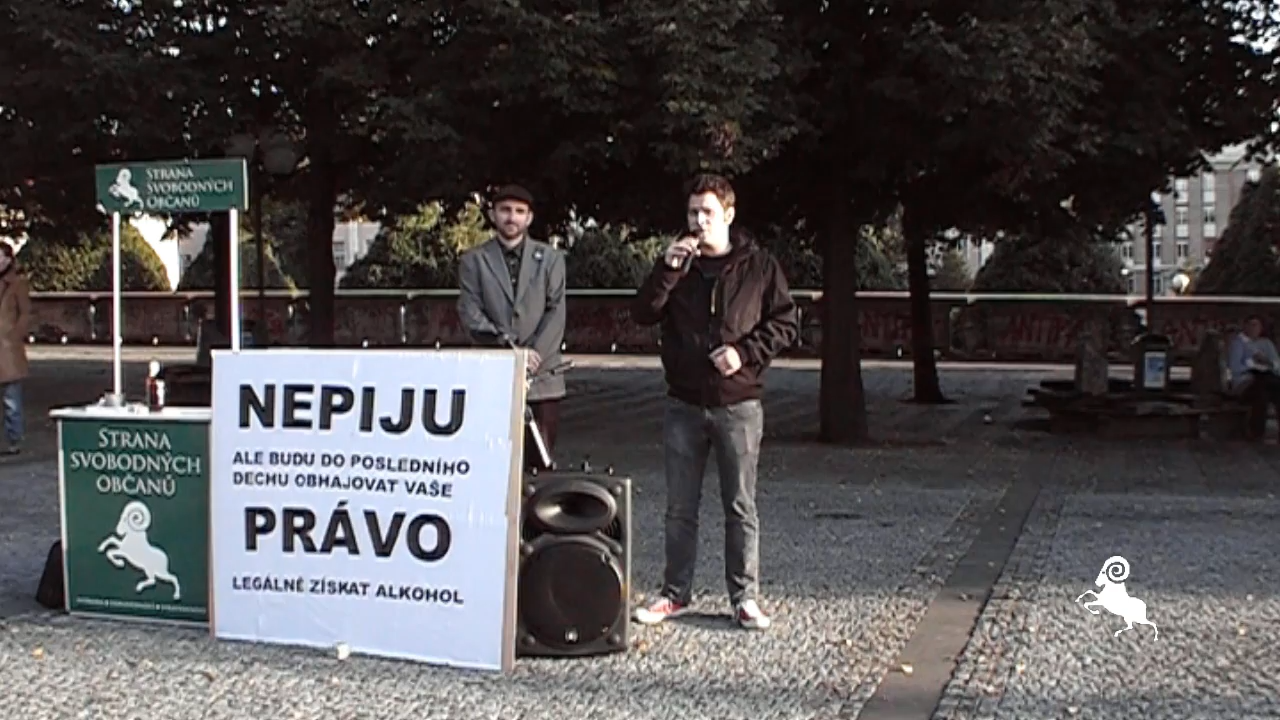 STRANA
SVOBODNÝCH
OBČANŮ
STRANA
SVOBODNÝCH
OBČANŮ
NEPIJU
ALE BUDU DO POSLEDNÍHO
DECHU OBHAJOVAT VAŠE
PRÁVO
LEGÁLNĚ ZÍSKAT ALKOHOL